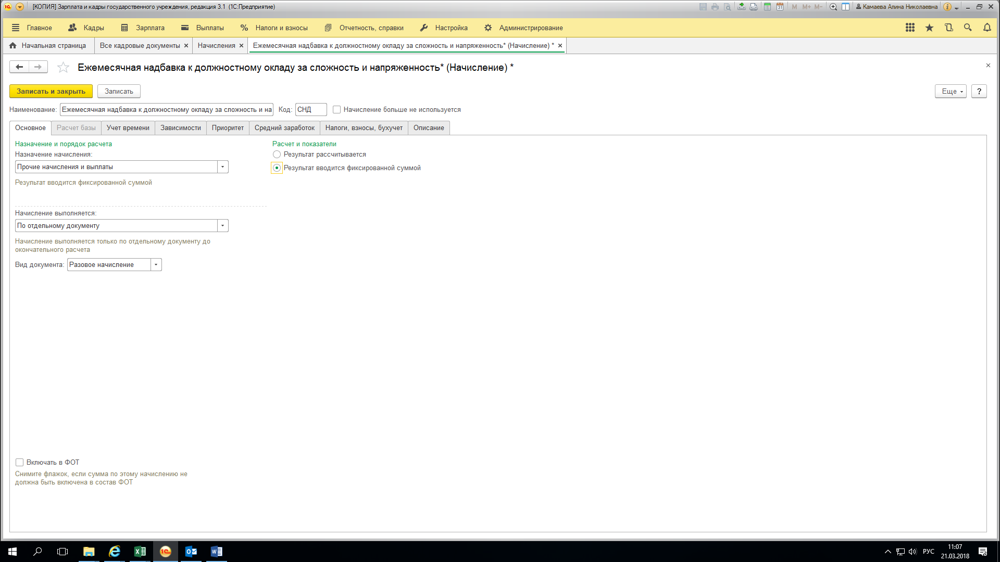 [КОПИЯ] Зарплата и кадры государственного учреждения, редакция 3.1 (1С:Предприятие)
M M+ M- Камаева Алина Николаевна
Главное Кадры Зарплата Выплаты Налоги и взносы Отчетность, справки Настройка Администрирование
Начальная страница Все кадровые документы × Начисления × Ежемесячная надбавка к должностному окладу за сложность и напряженность* (Начисление) * ×
Ежемесячная надбавка к должностному окладу за сложность и напряженность* (Начисление) *
Записать и закрыть Записать Еще ?
Наименование: Ежемесячная надбавка к должностному окладу за сложность и на Код: СНД Начисление больше не используется
Основное Расчет базы Учет времени Зависимости Приоритет Средний заработок Налоги, взносы, бухучет Описание
Назначение и порядок расчета
Назначение начисления:
Прочие начисления и выплаты
Результат вводится фиксированной суммой
Начисление выполняется:
По отдельному документу
Начисление выполняется только по отдельному документу до
окончательного расчета
Вид документа: Разовое начисление
Расчет и показатели
Результат рассчитывается
Результат вводится фиксированной суммой
Включать в ФОТ
Снимите флажок, если сумма по этому начислению не
должна быть включена в состав ФОТ
РУС
11:07
21.03.2018